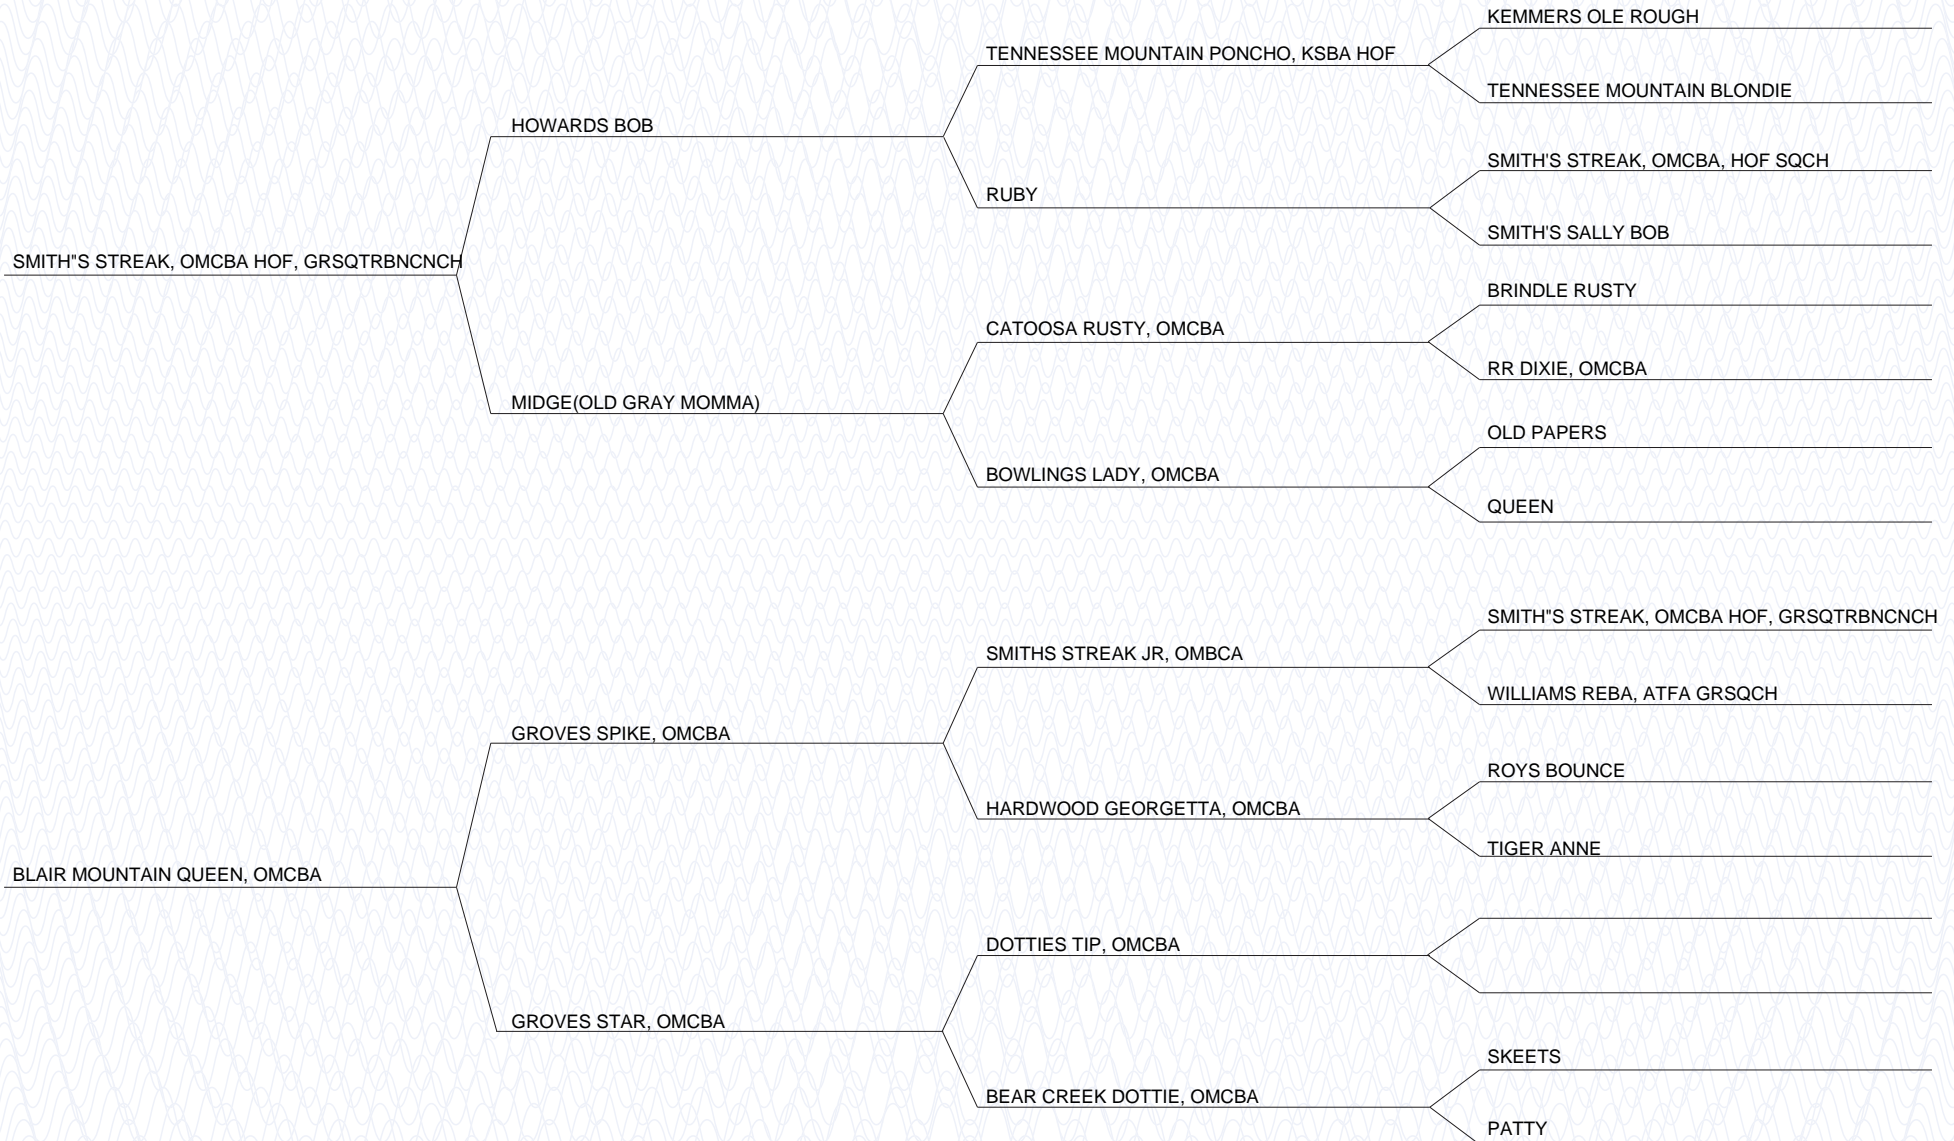 KEMMERS OLE ROUGH
TENNESSEE MOUNTAIN PONCHO, KSBA HOF
TENNESSEE MOUNTAIN BLONDIE
HOWARDS BOB
SMITH'S STREAK, OMCBA, HOF SQCH
RUBY
SMITH'S SALLY BOB
SMITH"S STREAK, OMCBA HOF, GRSQTRBNCNCH
BRINDLE RUSTY
CATOOSA RUSTY, OMCBA
RR DIXIE, OMCBA
MIDGE(OLD GRAY MOMMA)
OLD PAPERS
BOWLINGS LADY, OMCBA
QUEEN
SMITH"S STREAK, OMCBA HOF, GRSQTRBNCNCH
SMITHS STREAK JR, OMBCA
WILLIAMS REBA, ATFA GRSQCH
GROVES SPIKE, OMCBA
ROYS BOUNCE
HARDWOOD GEORGETTA, OMCBA
TIGER ANNE
BLAIR MOUNTAIN QUEEN, OMCBA
DOTTIES TIP, OMCBA
GROVES STAR, OMCBA
SKEETS
BEAR CREEK DOTTIE, OMCBA
PATTY